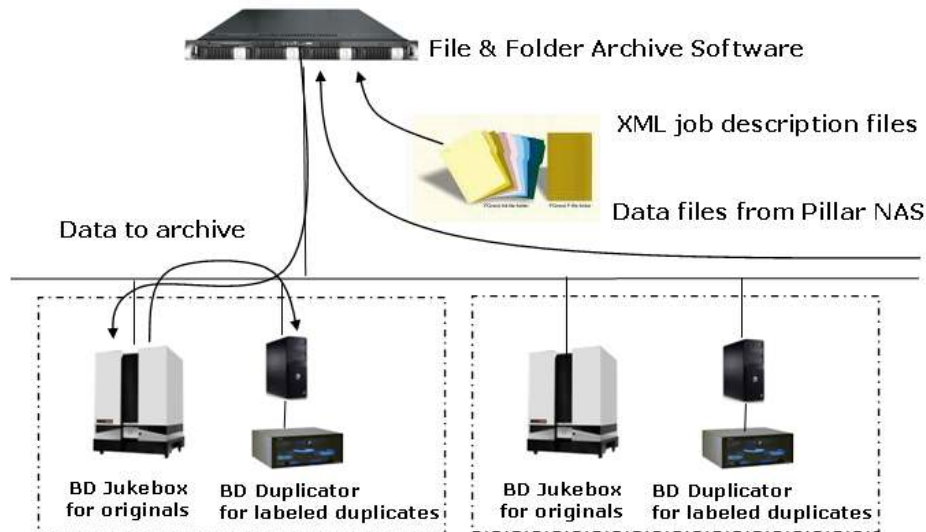 File & Folder Archive Software
XML job description files
Data files from Pillar NAS
Data to archive
BD Jukebox
for originals
BD Duplicator
for labeled duplicates
BD Jukebox
for originals
BD Duplicator
for labeled duplicates